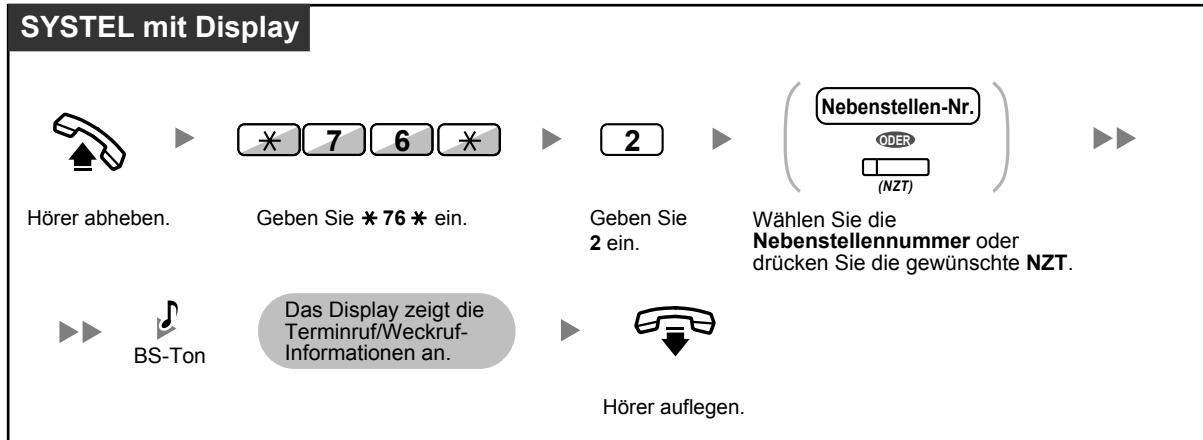 SYSTEL mit Display
Nebenstellen-Nr.
ODER
(NZT)
* 7 6 *
2
Hörer abheben.
Geben Sie * 76 * ein.
Geben Sie
2 ein.
Wählen Sie die
Nebenstellennummer oder
drücken Sie die gewünschte NZT.
BS-Ton
Das Display zeigt die
Terminruf/Weckruf-
Informationen an.
Hörer auflegen.